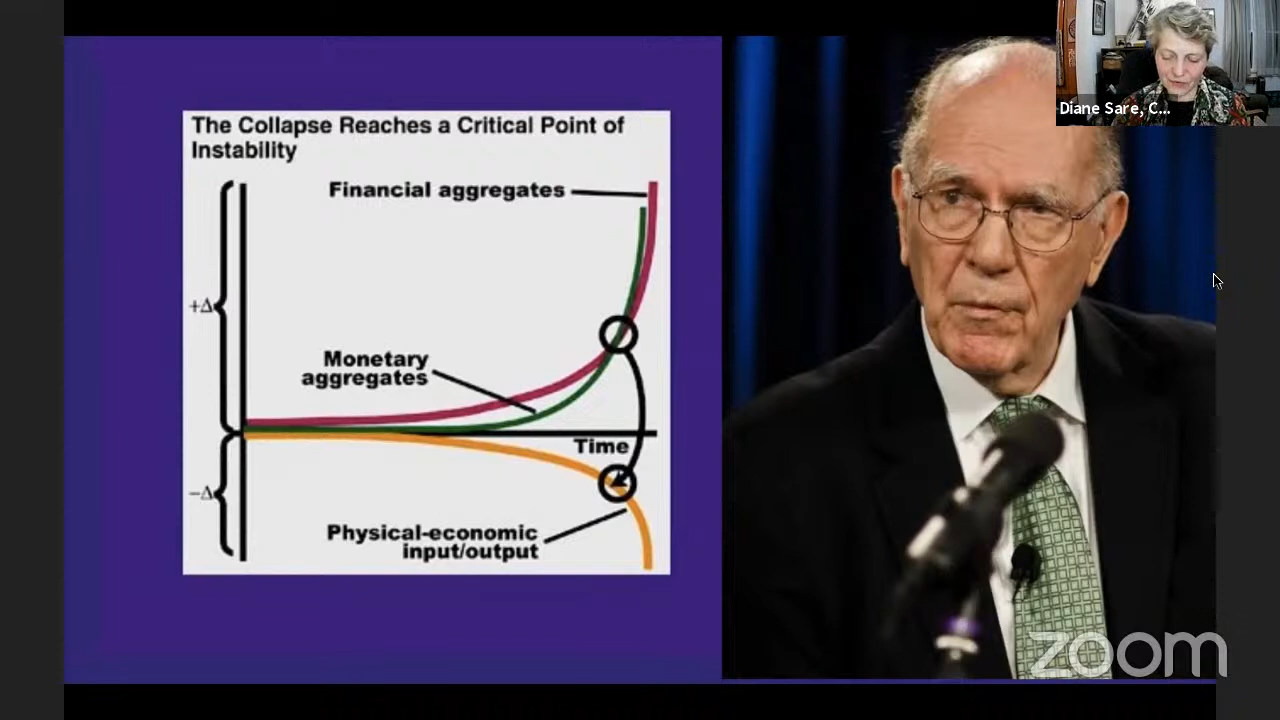 Diane Sare, C...
The Collapse Reaches a Critical Point of
Instability
Financial aggregates
+Δ
Monetary
aggregates
Time
−Δ
Physical-economic
input/output
zoom